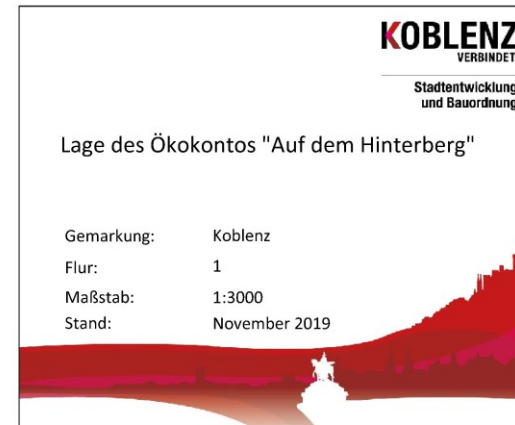 KOBLENZ
VERBINDET
Stadtentwicklung
und Bauordnung
Lage des Ökokontos "Auf dem Hinterberg"
Gemarkung: Koblenz
Flur: 1
Maßstab: 1:3000
Stand: November 2019